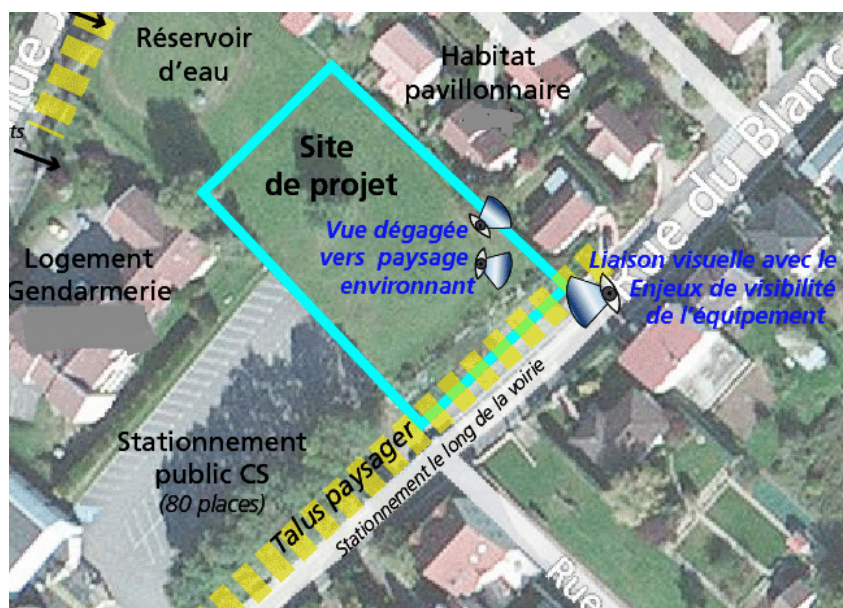 Réservoir
d'eau
Habitat
pavillonnaire
ts
Site
de projet
Rue du Blanc
Vue dégagée
vers paysage
environnant
Liaison visuelle avec le
Enjeux de visibilité
de l'équipement
Logement
Gendarmerie
Stationnement
public CS
(80 places)
Talus paysager
Stationnement le long de la voirie
Rue